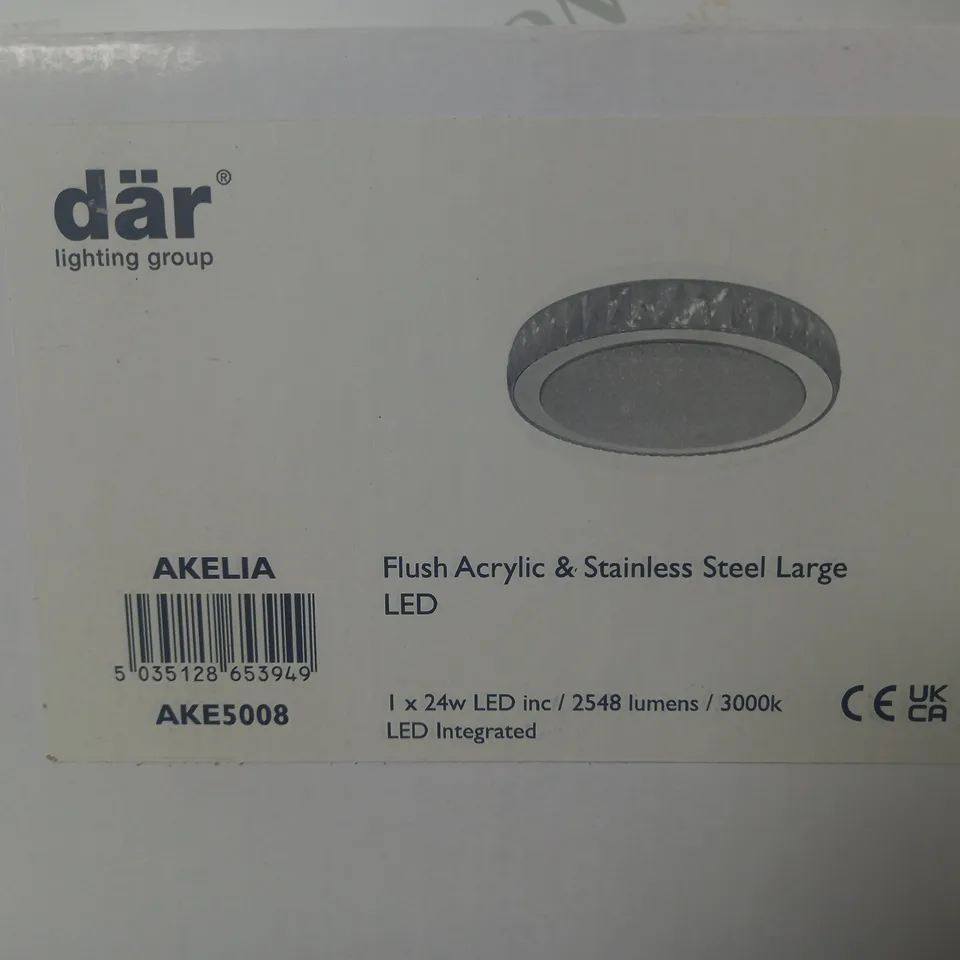 där®
lighting group
AKELIA
5 035128 653949
AKE5008
Flush Acrylic & Stainless Steel Large
LED
1 x 24w LED inc / 2548 lumens / 3000k
LED Integrated
CE UK
CA